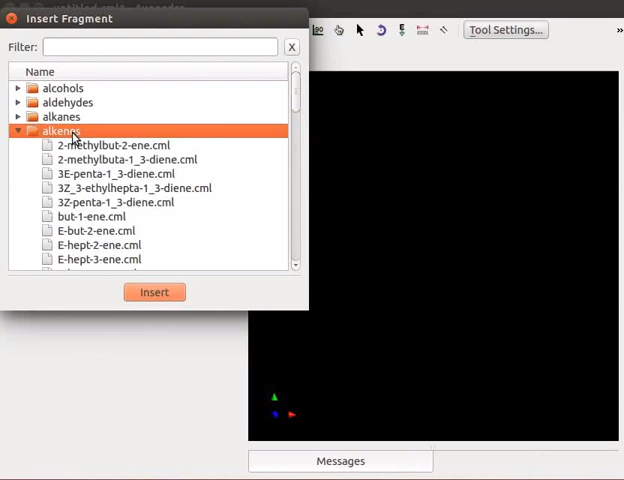 Insert Fragment
Filter:
X
Tool Settings...
»
Name
alcohols
aldehydes
alkanes
alkenes
2-methylbut-2-ene.cml
2-methylbuta-1_3-diene.cml
3E-penta-1_3-diene.cml
3Z_3-ethylhepta-1_3-diene.cml
3Z-penta-1_3-diene.cml
but-1-ene.cml
E-but-2-ene.cml
E-hept-2-ene.cml
E-hept-3-ene.cml
Insert
Messages